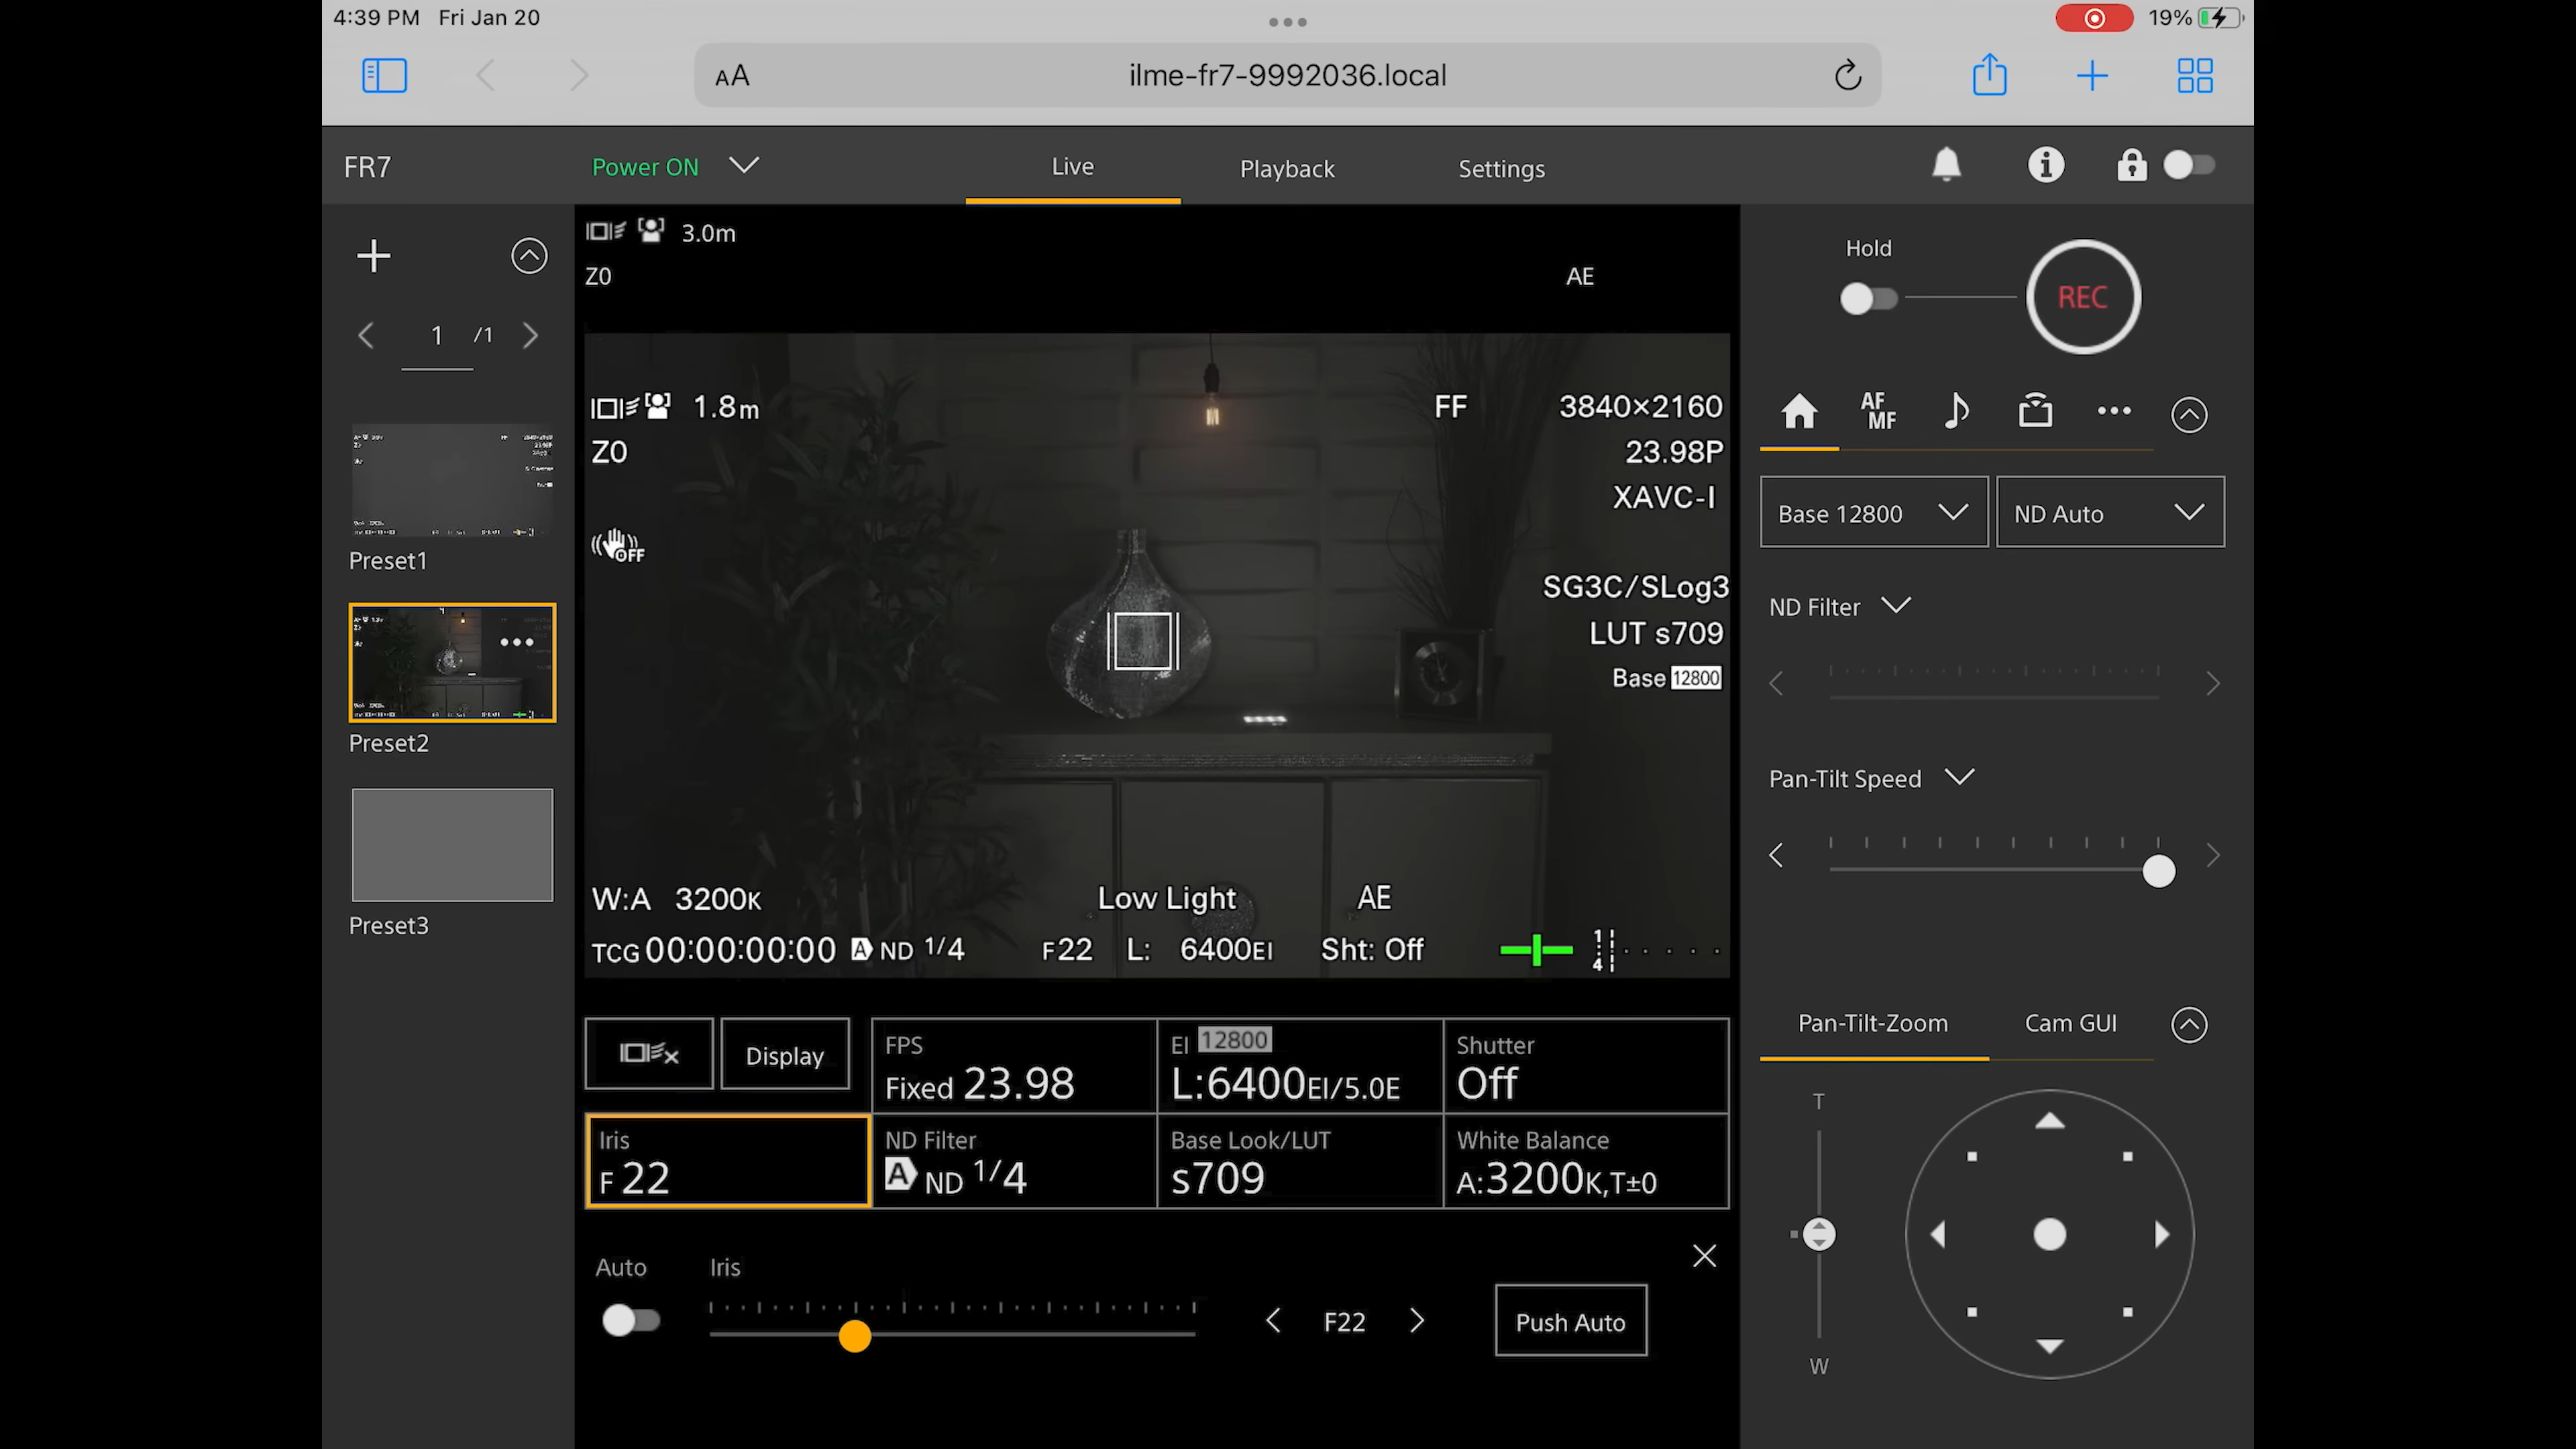 4:39 PM Fri Jan 20
19%
AA
ilme-fr7-9992036.local
FR7
Power ON
Live
Playback
Settings
1 /1
Preset1
Preset2
Preset3
3.0m
Z0
AE
1.8m
FF
3840×2160
Z0
23.98P
XAVC-I
OFF
SG3C/SLog3
LUT s709
Base 12800
W:A 3200K
Low Light
AE
TCG 00:00:00:00 A ND 1/4 F22 L: 6400EI Sht: Off
1
4
Display
FPS
Fixed 23.98
EI 12800
L:6400EI/5.0E
Shutter
Off
Iris
F 22
ND Filter
A ND 1/4
Base Look/LUT
s709
White Balance
A:3200K,T±0
Auto
Iris
F22
Push Auto
Hold
REC
AF
MF
Base 12800
ND Auto
ND Filter
Pan-Tilt Speed
Pan-Tilt-Zoom
Cam GUI
T
W